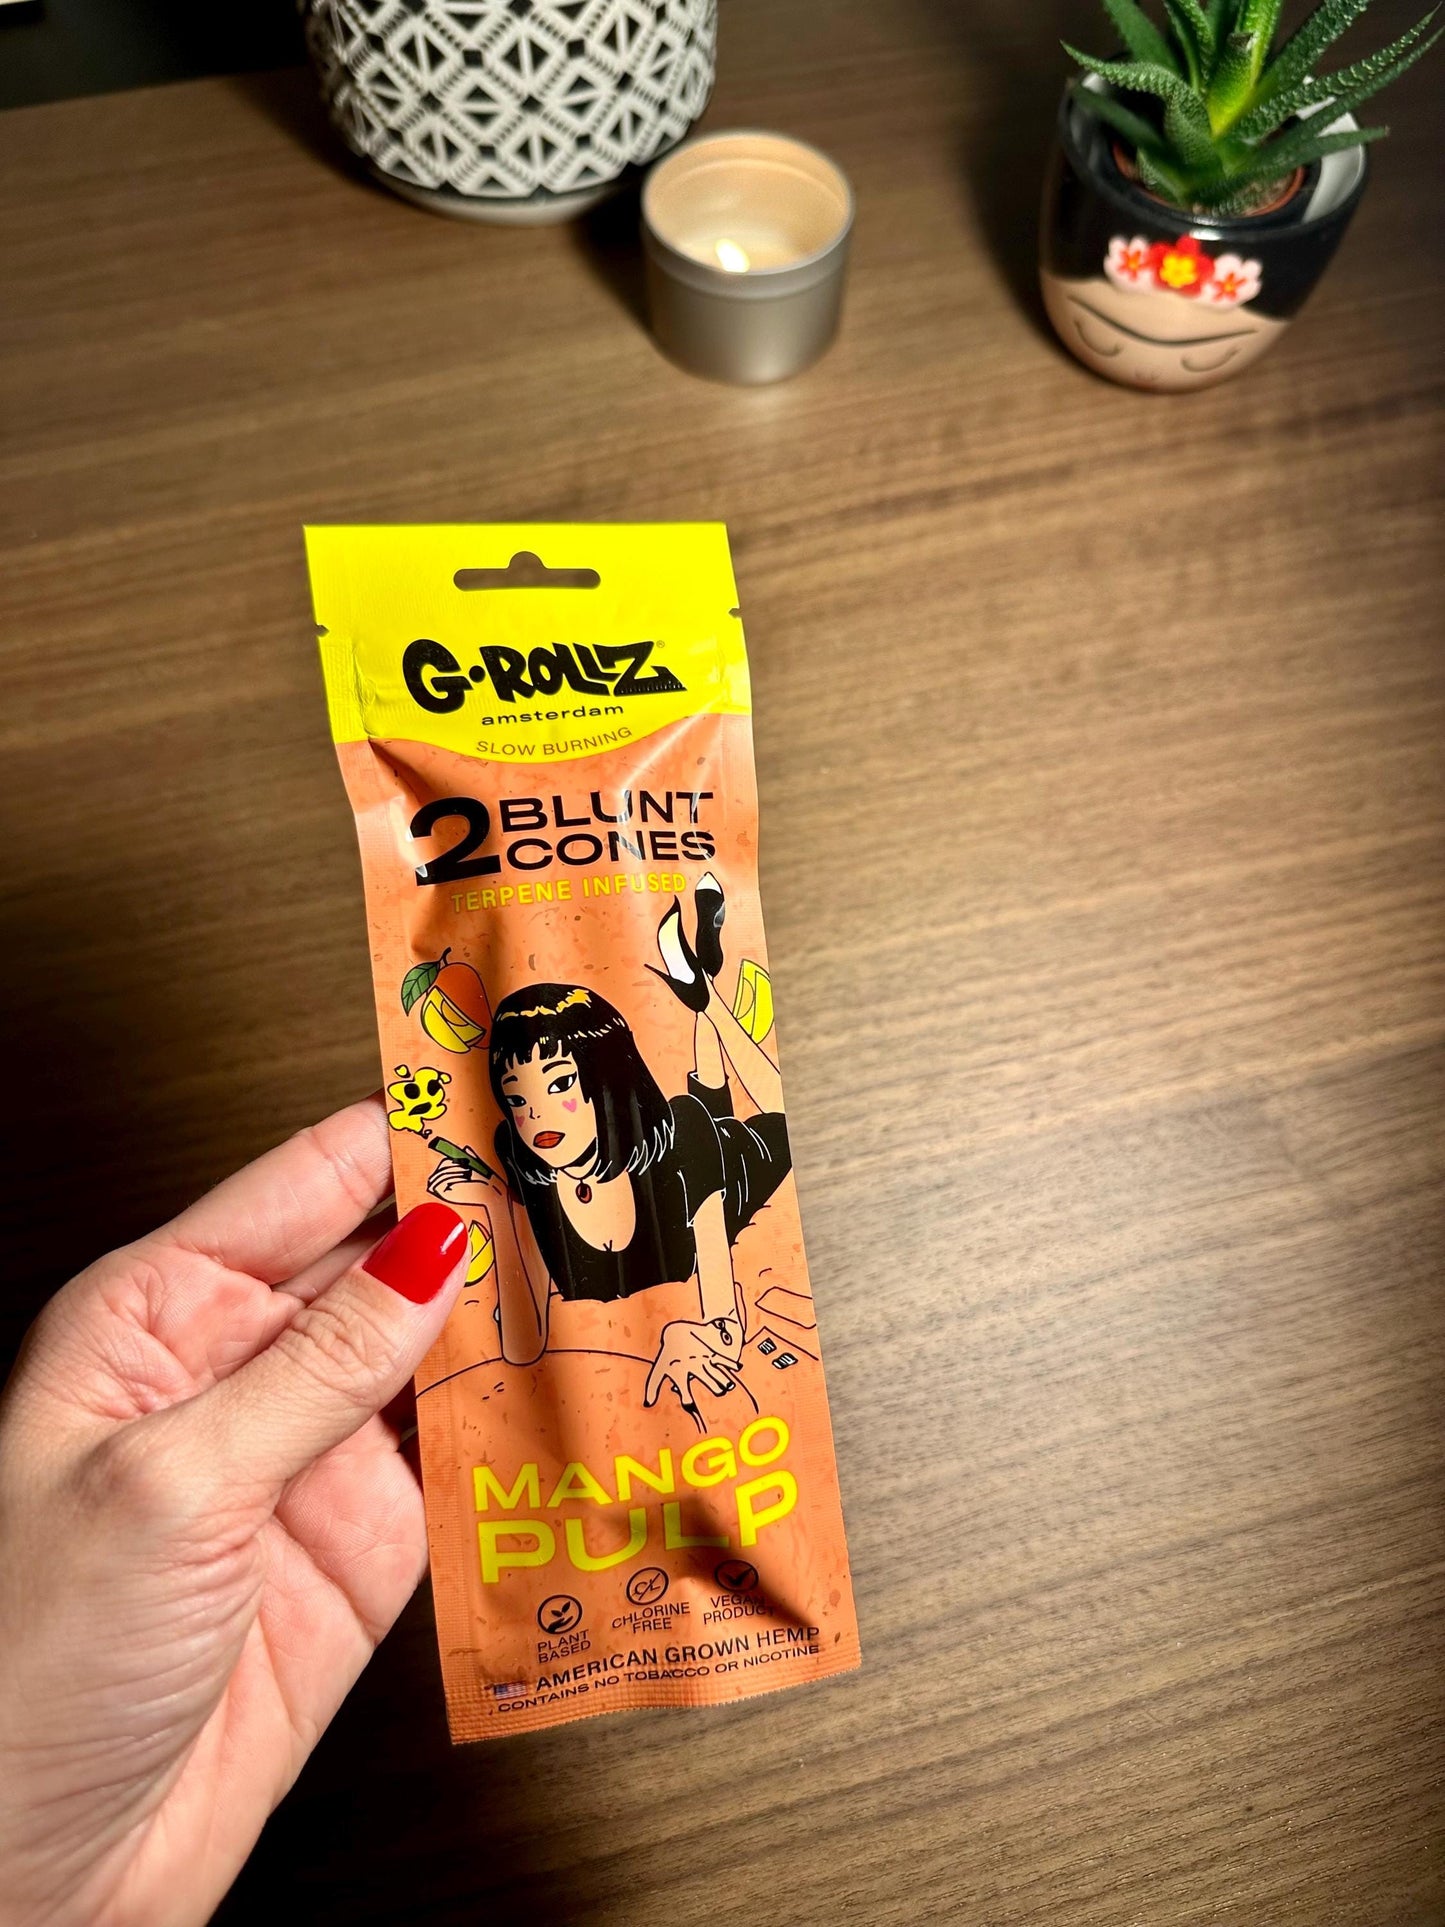 G·ROLLZ®
amsterdam
SLOW BURNING
2 BLUNT
CONES
TERPENE INFUSED
MANGO
PULP
PLANT
BASED
CL
CHLORINE
FREE
VEGAN
PRODUCT
AMERICAN GROWN HEMP
CONTAINS NO TOBACCO OR NICOTINE